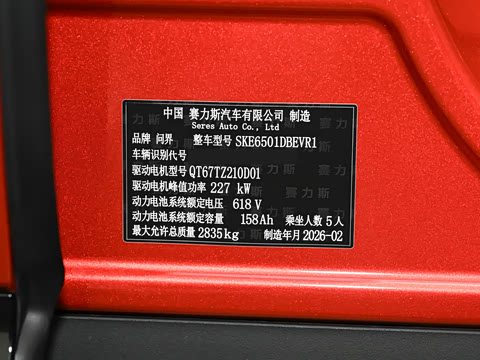 中国 赛力斯汽车有限公司 制造
Seres Auto Co., Ltd
品牌 问界 整车型号 SKE6501DBEVR1
车辆识别代号
驱动电机型号 QT67TZ210D01
驱动电机峰值功率 227 kW
动力电池系统额定电压 618 V
动力电池系统额定容量 158Ah 乘坐人数 5人
最大允许总质量 2835kg 制造年月 2026-02